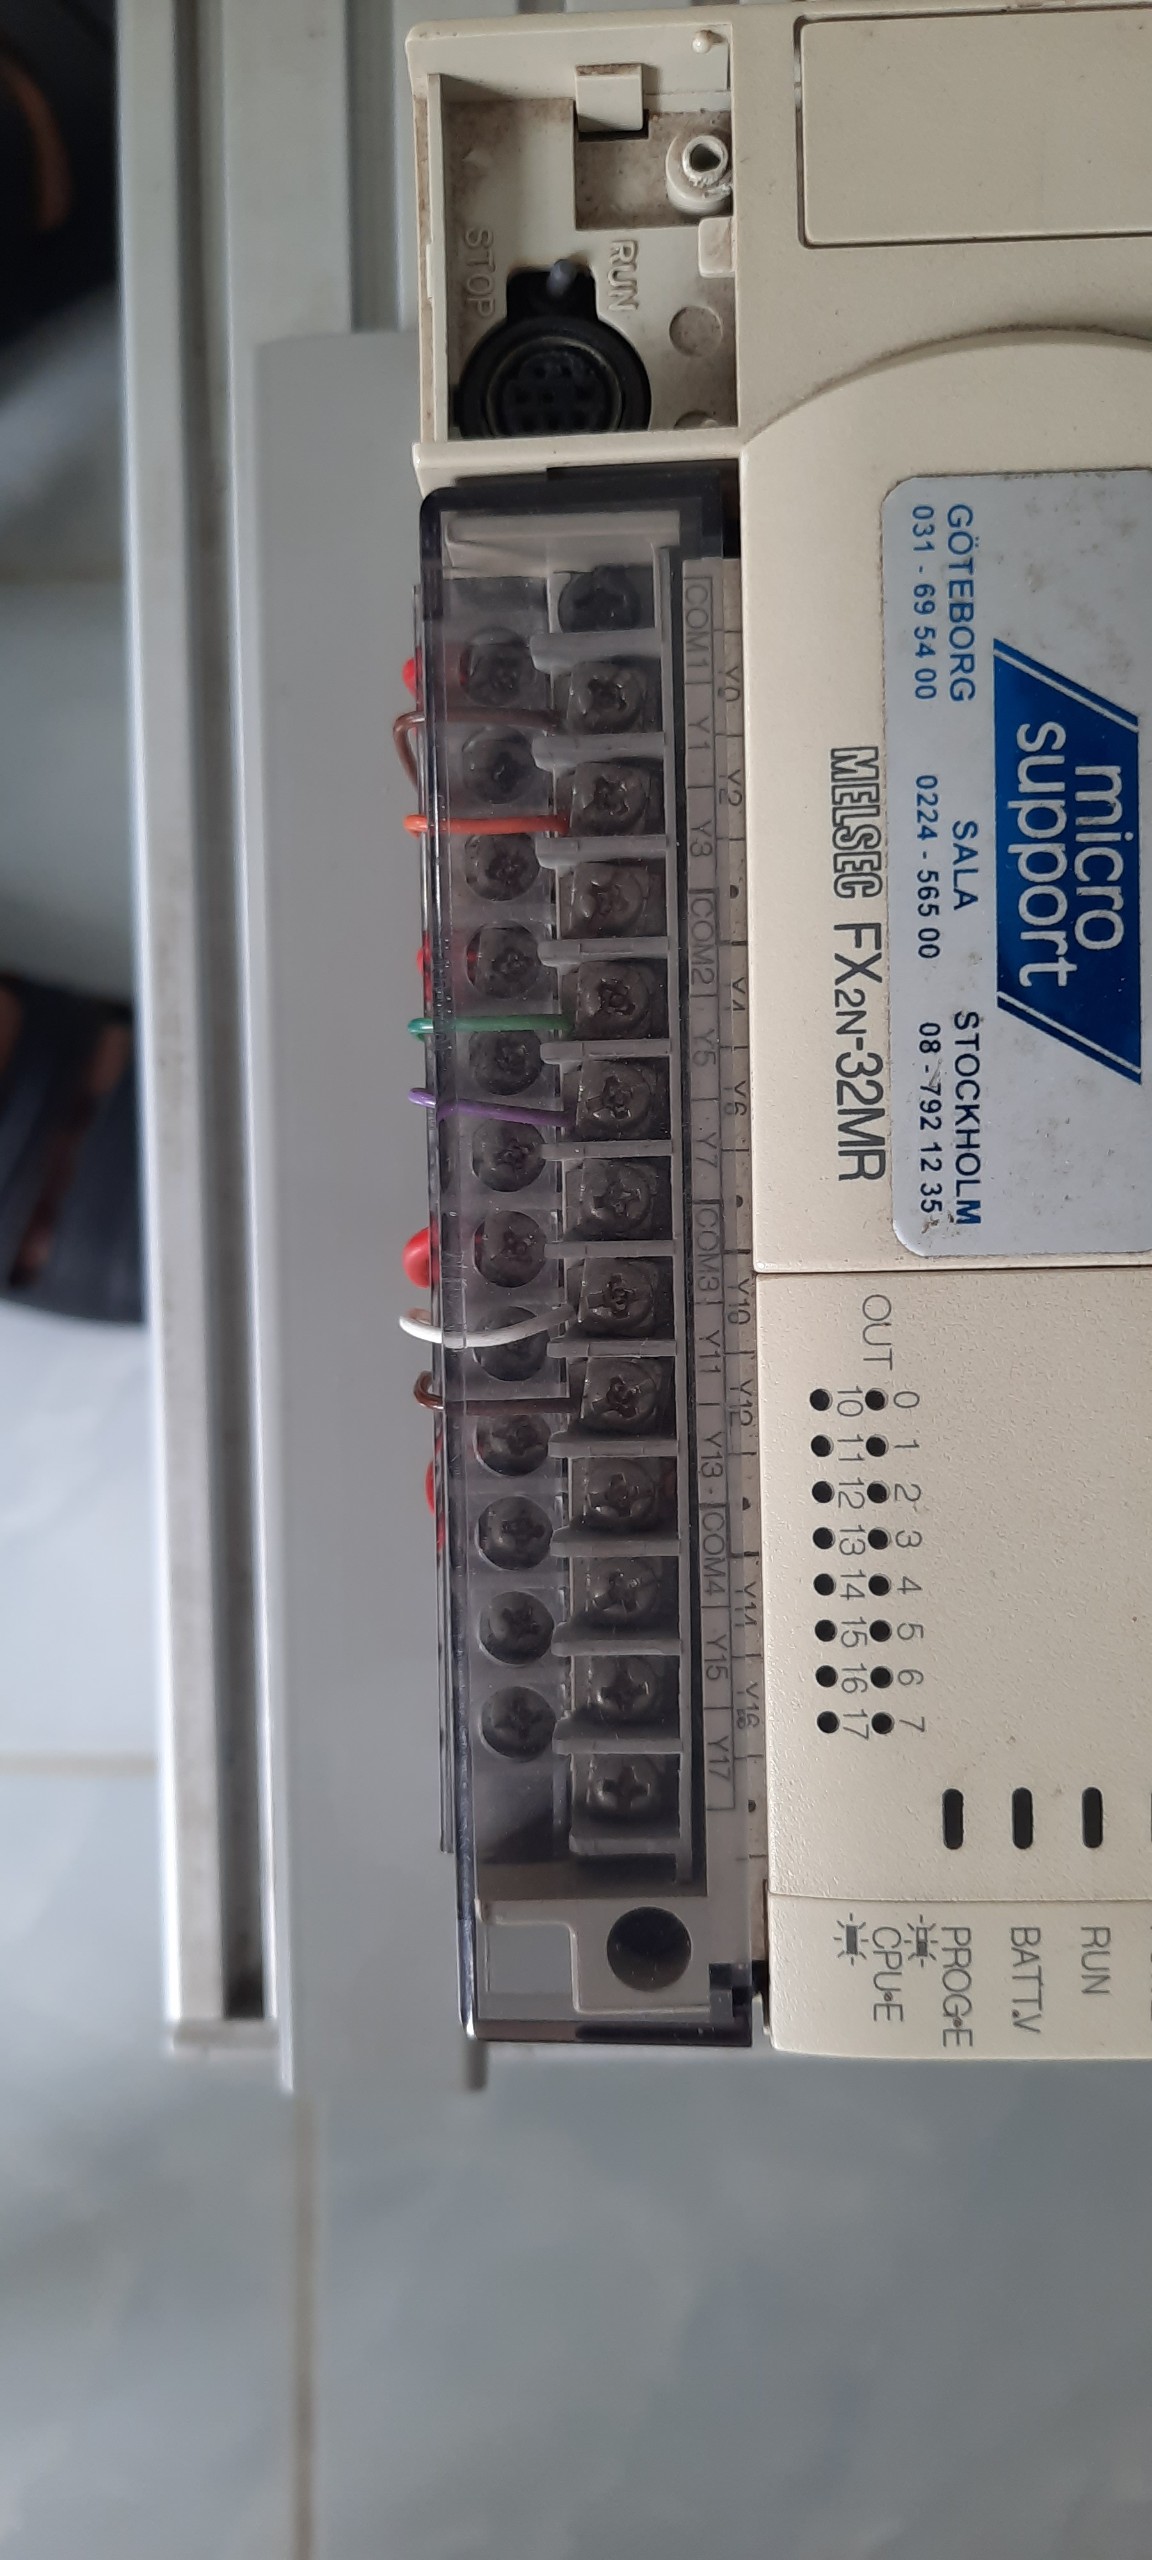 micro
support
GÖTEBORG SALA STOCKHOLM
031 - 69 54 00 0224 - 565 00 08 - 792 12 35
MELSEC FX2N-32MR
RUN
BATT.V
PROG•E
CPU•E
0 1 2 3 4 5 6 7
OUT
10 11 12 13 14 15 16 17
Y0 Y2 • Y4 Y6 • Y10 Y12 • Y14 Y16 •
COM1 Y1 Y3 COM2 Y5 Y7 COM3 Y11 Y13 COM4 Y15 Y17
RUN
STOP